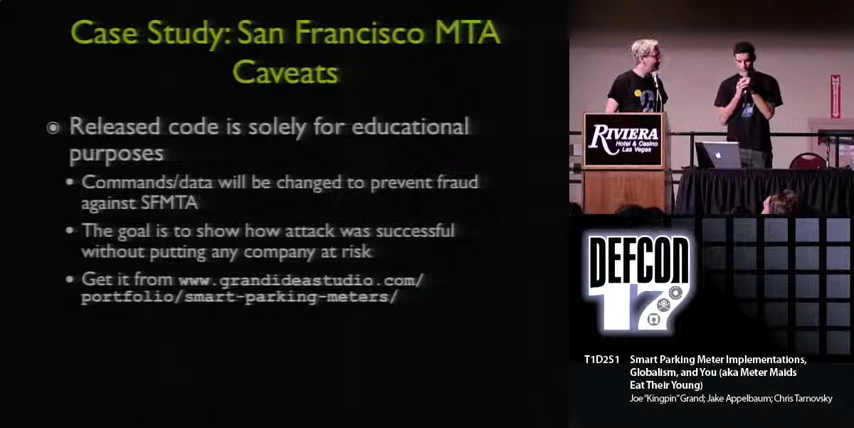 Case Study: San Francisco MTA
Caveats
Released code is solely for educational
purposes
Commands/data will be changed to prevent fraud
against SFMTA
The goal is to show how attack was successful
without putting any company at risk
Get it from www.grandideastudio.com/
portfolio/smart-parking-meters/
RIVIERA
Hotel & Casino
Las Vegas
DEFCON
17
T1D2S1 Smart Parking Meter Implementations,
Globalism, and You (aka Meter Maids
Eat Their Young)
Joe "Kingpin" Grand; Jake Appelbaum; Chris Tarnovsky